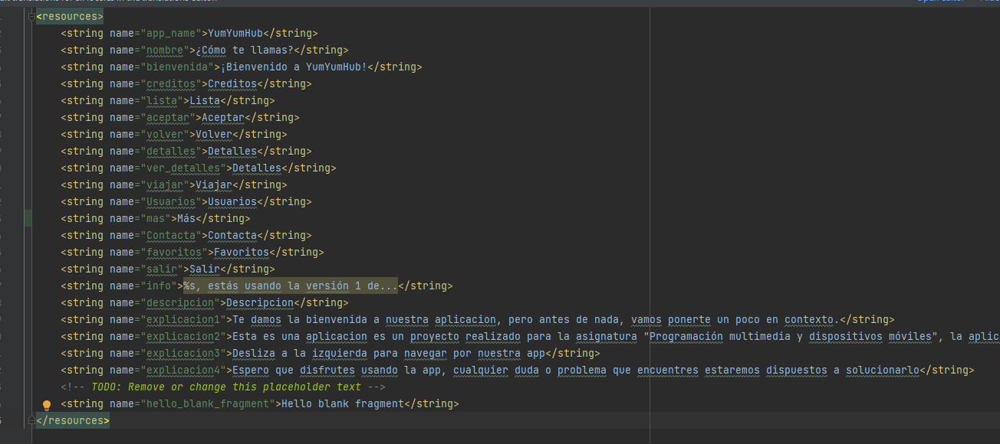 <resources>
<string name="app_name">YumYumHub</string>
<string name="nombre">¿Cómo te llamas?</string>
<string name="bienvenida">¡Bienvenido a YumYumHub!</string>
<string name="creditos">Creditos</string>
<string name="lista">Lista</string>
<string name="aceptar">Aceptar</string>
<string name="volver">Volver</string>
<string name="detalles">Detalles</string>
<string name="ver_detalles">Detalles</string>
<string name="viajar">Viajar</string>
<string name="Usuarios">Usuarios</string>
<string name="mas">Más</string>
<string name="Contacta">Contacta</string>
<string name="favoritos">Favoritos</string>
<string name="salir">Salir</string>
<string name="info">%s, estás usando la versión 1 de...</string>
<string name="descripcion">Descripcion</string>
<string name="explicacion1">Te damos la bienvenida a nuestra aplicacion, pero antes de nada, vamos ponerte un poco en contexto.</string>
<string name="explicacion2">Esta es una aplicacion es un proyecto realizado para la asignatura "Programación multimedia y dispositivos móviles", la aplic
<string name="explicacion3">Desliza a la izquierda para navegar por nuestra app</string>
<string name="explicacion4">Espero que disfrutes usando la app, cualquier duda o problema que encuentres estaremos dispuestos a solucionarlo</string>
<!-- TODO: Remove or change this placeholder text -->
<string name="hello_blank_fragment">Hello blank fragment</string>
</resources>